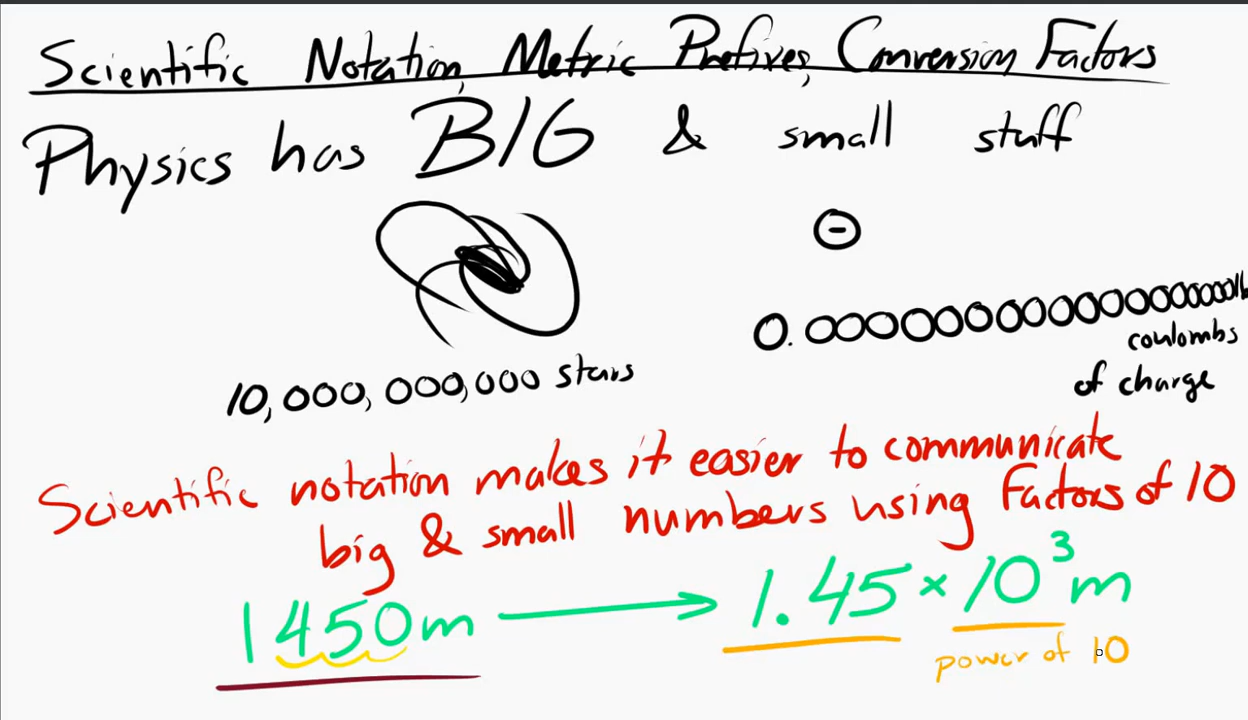 Scientific Notation, Metric Prefixes, Conversion Factors
Physics has BIG & small stuff
10,000,000,000 stars
coulombs
of charge
Scientific notation makes it easier to communicate
big & small numbers using Factors of 10
1450m → 1.45 × 10³ m
power of 10